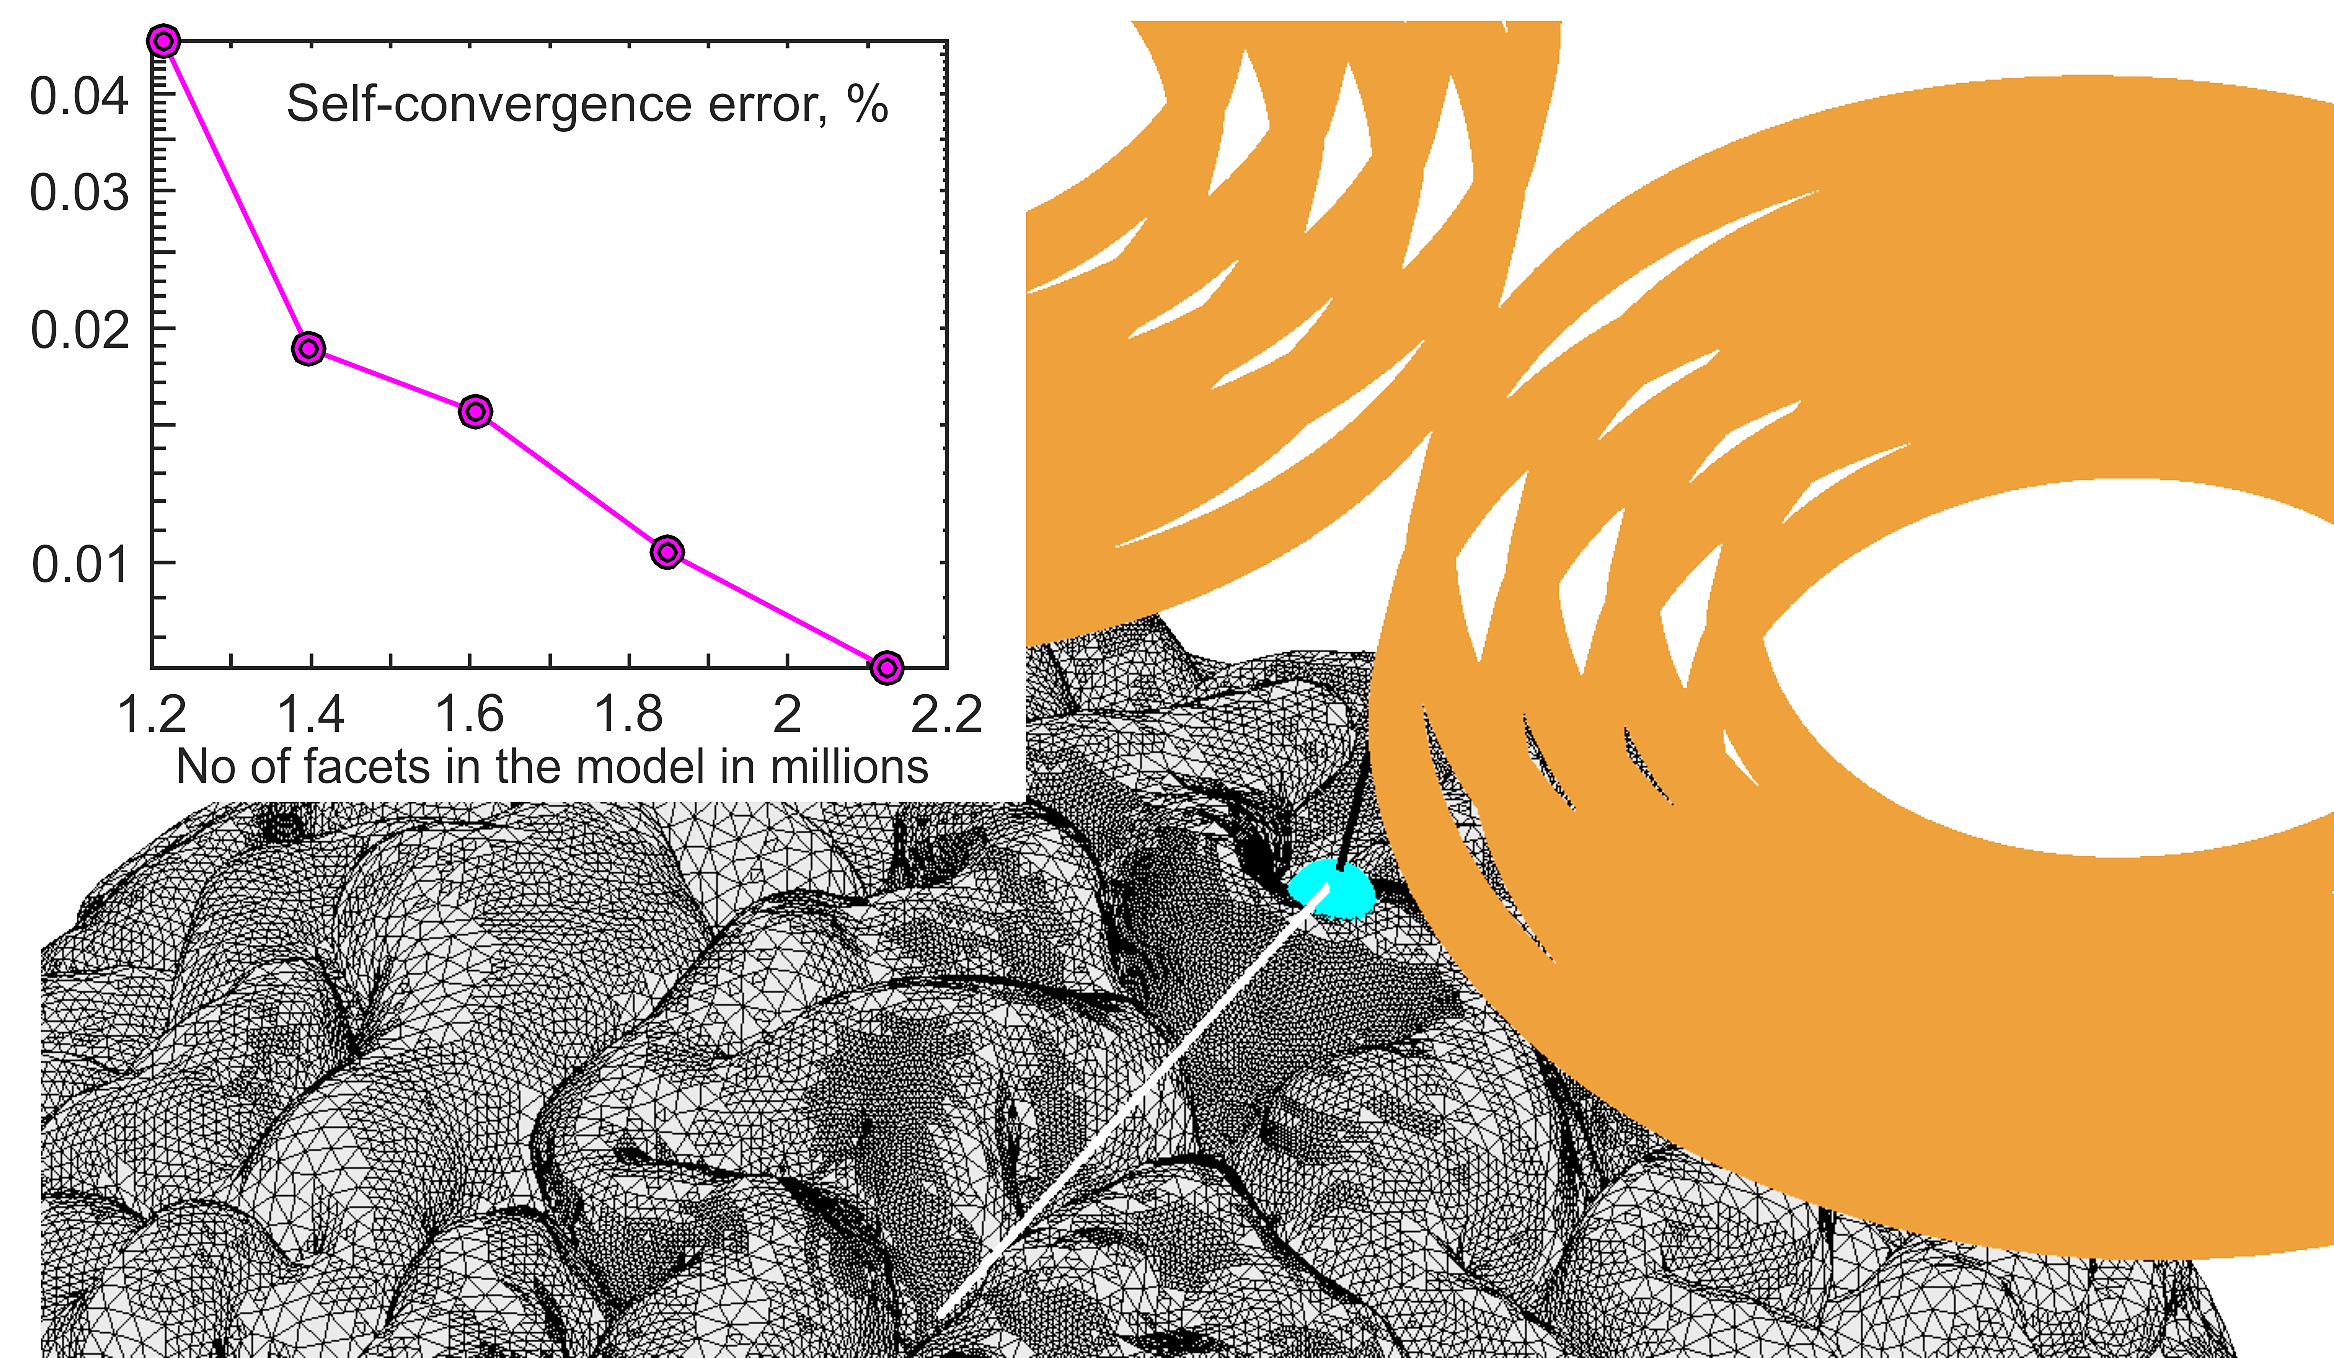 Self-convergence error, %
0.04
0.03
0.02
0.01
1.2 1.4 1.6 1.8 2 2.2
No of facets in the model in millions